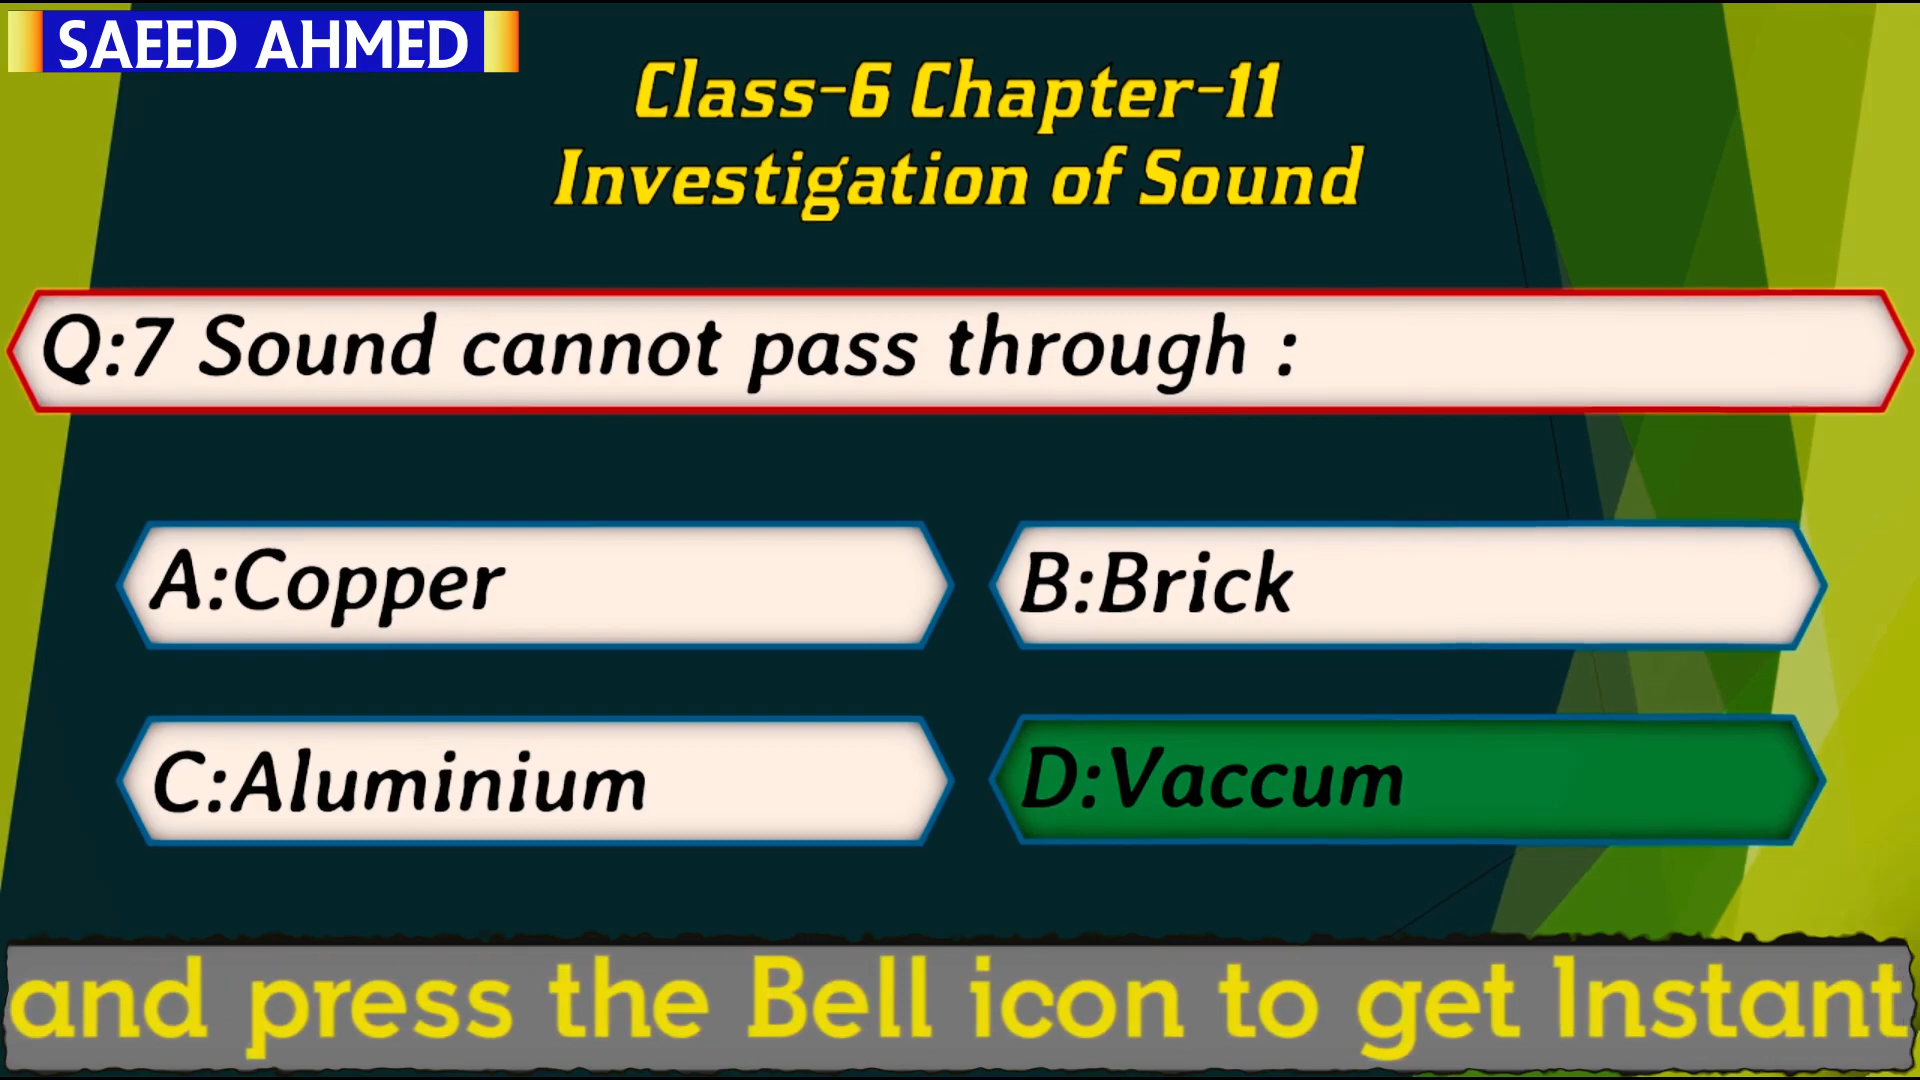 SAEED AHMED
Class-6 Chapter-11
Investigation of Sound
Q:7 Sound cannot pass through :
A:Copper
B:Brick
C:Aluminium
D:Vaccum
and press the Bell icon to get Instant